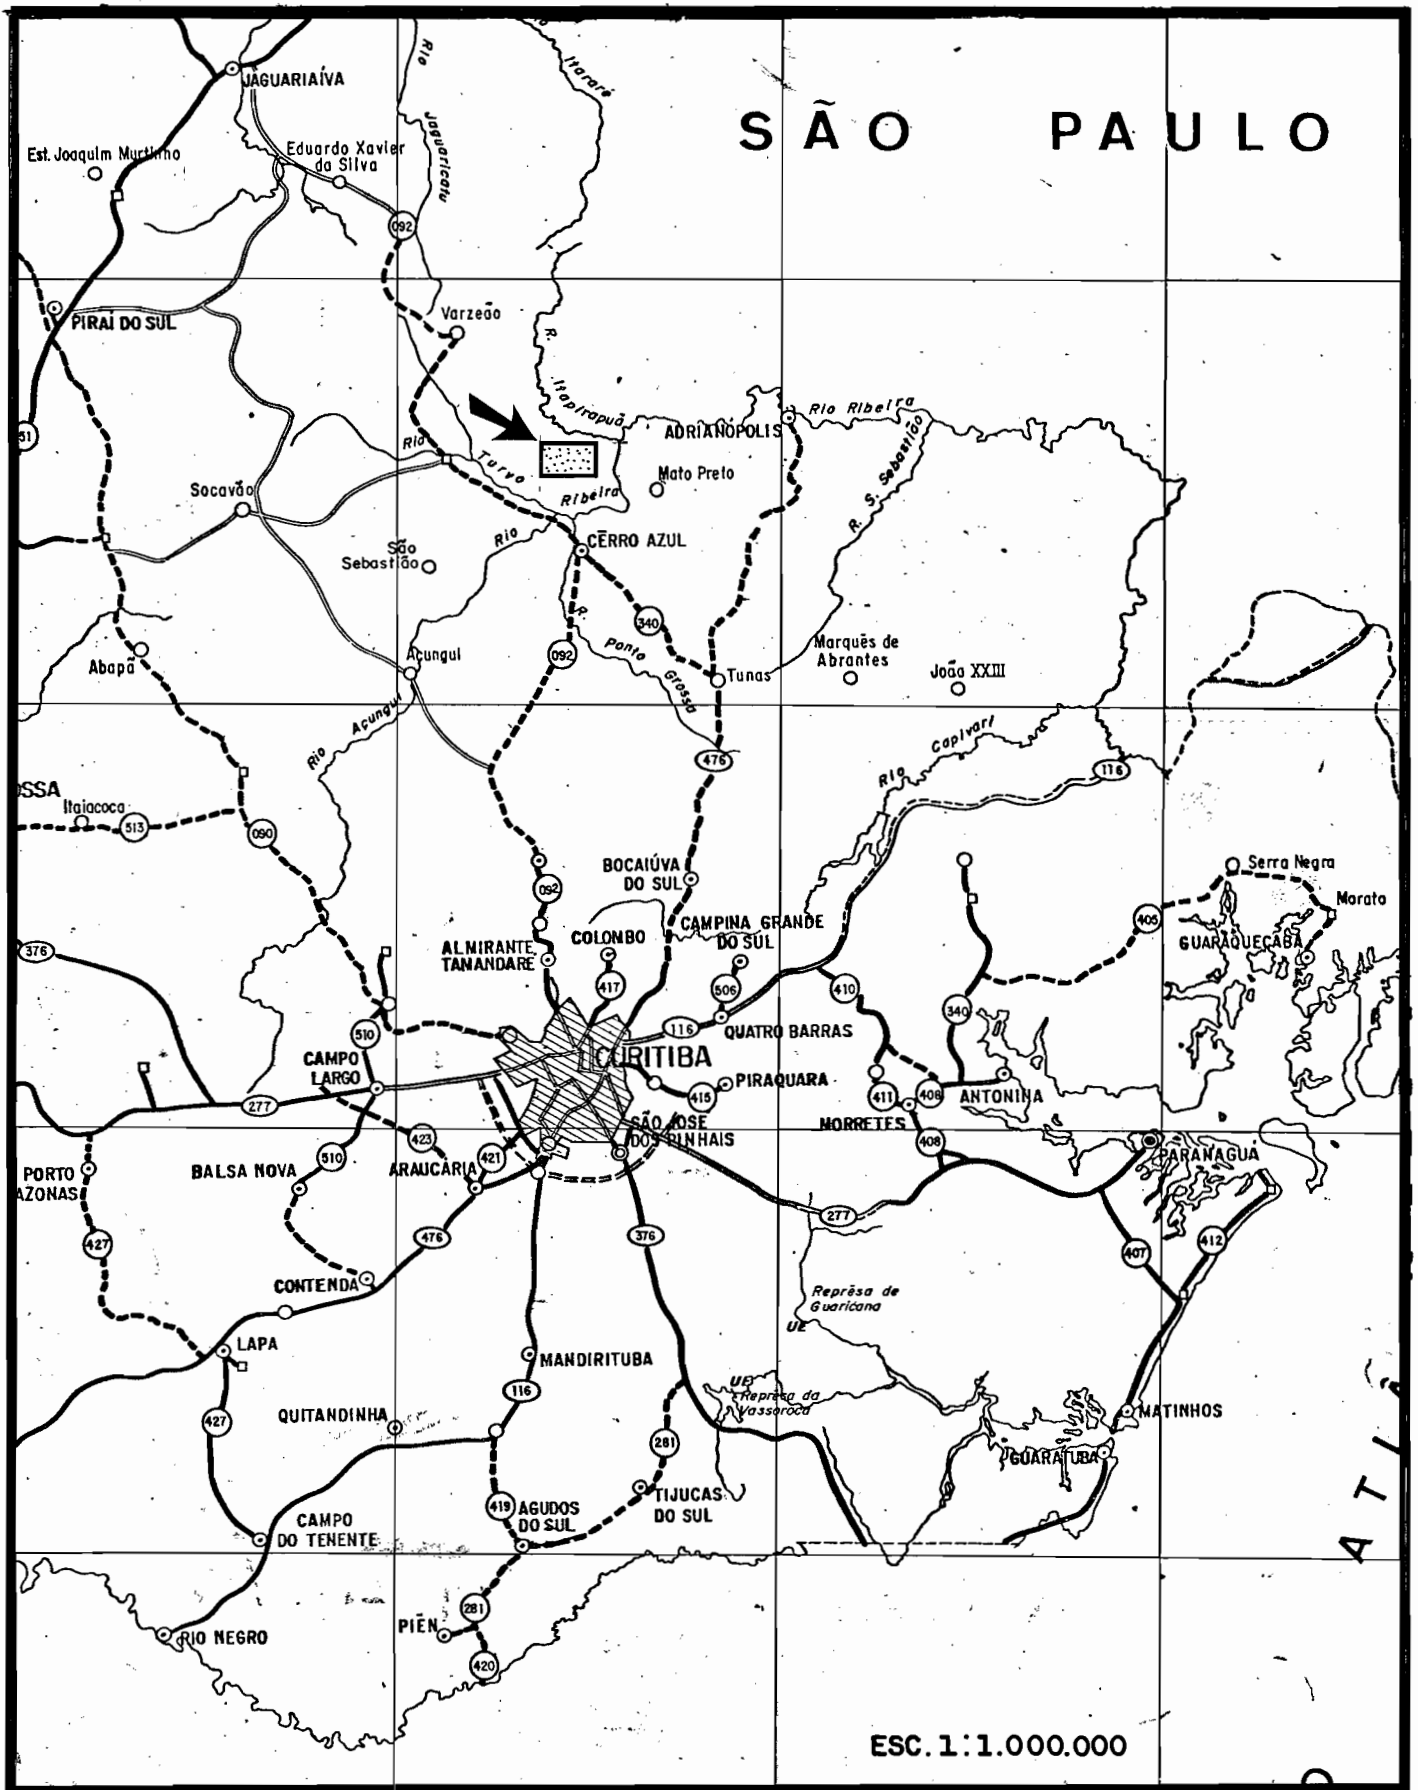 Rio
Itararé
JAGUARIAÍVA
SÃO PAULO
Jaguaricatu
Est. Joaquim Murtinho
Eduardo Xavier
da Silva
092
PIRAÍ DO SUL
Varzeão
R.
Itapirapuã
51
Rio
ADRIANÓPOLIS
Rio Ribeira
R. S. Sebastião
Turvo
Mato Preto
Socavão
Ribeira
Rio
CERRO AZUL
São
Sebastião
R.
Ponta
Grossa
340
092
Abapã
Açungui
Marquês de
Abrantes
João XXIII
Tunas
Rio Açungui
Rio Capivari
476
116
OSSA
Itaiacoca
513
090
BOCAIÚVA
DO SUL
092
Serra Negra
Morato
405
GUARAQUEÇABA
376
ALMIRANTE
TAMANDARÉ
COLOMBO
CAMPINA GRANDE
DO SUL
417
506
410
340
510
116
QUATRO BARRAS
CAMPO
LARGO
CURITIBA
PIRAQUARA
415
411
408
ANTONINA
277
MORRETES
423
SÃO JOSÉ
DOS PINHAIS
408
PARANAGUÁ
PORTO
AZONAS
BALSA NOVA
510
ARAUCÁRIA
421
427
476
376
277
407
412
CONTENDA
Reprêsa de
Guaricana
UE
LAPA
MANDIRITUBA
UE
Reprêsa da
Vossoroca
116
427
QUITANDINHA
MATINHOS
281
GUARATUBA
419
AGUDOS
DO SUL
TIJUCAS
DO SUL
CAMPO
DO TENENTE
ATLÂ
281
PIÊN
RIO NEGRO
420
ESC. 1:1.000.000
O